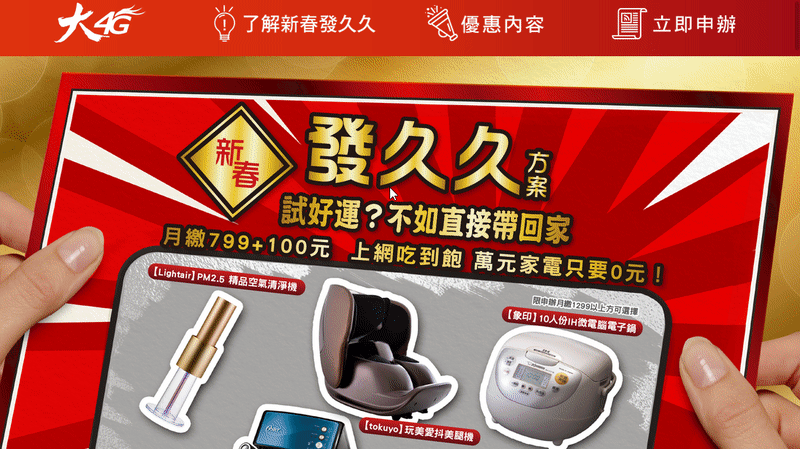 大4G
了解新春發久久
優惠內容
立即申辦
新春
發久久
方案
試好運？不如直接帶回家
月繳799+100元 上網吃到飽 萬元家電只要0元！
【Lightair】PM2.5 精品空氣清淨機
限申辦月繳1299以上方可選擇
【象印】10人份IH微電腦電子鍋
【tokuyo】玩美愛抖美腿機